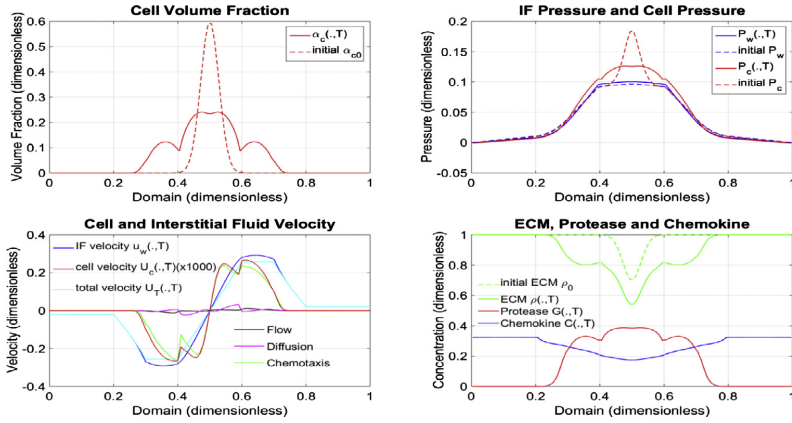 Cell Volume Fraction
0.6
0.5
0.4
0.3
0.2
0.1
0
0
0.2
0.4
0.6
0.8
1
Volume Fraction (dimensionless)
Domain (dimensionless)
α_c(.,T)
initial α_c0
IF Pressure and Cell Pressure
0.2
0.15
0.1
0.05
0
-0.05
0
0.2
0.4
0.6
0.8
1
Pressure (dimensionless)
Domain (dimensionless)
P_w(.,T)
initial P_w
P_c(.,T)
initial P_c
Cell and Interstitial Fluid Velocity
0.4
0.2
0
-0.2
-0.4
0
0.2
0.4
0.6
0.8
1
Velocity (dimensionless)
Domain (dimensionless)
IF velocity u_w(.,T)
cell velocity U_c(.,T)(x1000)
total velocity U_T(.,T)
Flow
Diffusion
Chemotaxis
ECM, Protease and Chemokine
1
0.8
0.6
0.4
0.2
0
0
0.2
0.4
0.6
0.8
1
Concentration (dimensionless)
Domain (dimensionless)
initial ECM ρ_0
ECM ρ(.,T)
Protease G(.,T)
Chemokine C(.,T)